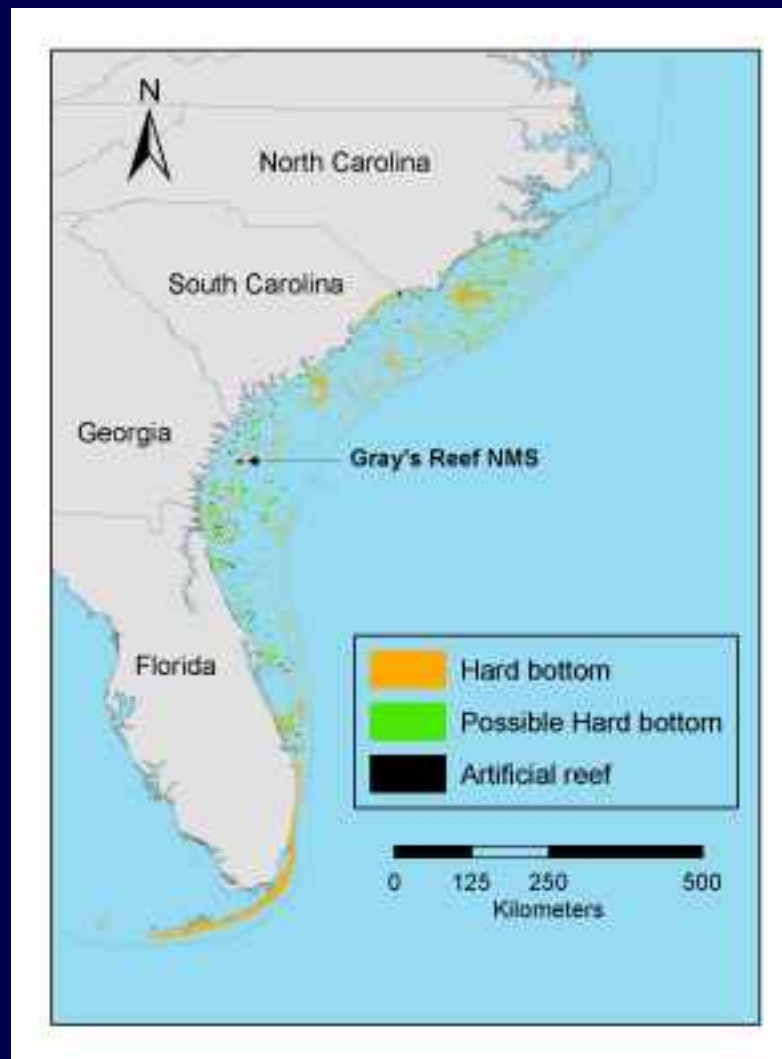 N
North Carolina
South Carolina
Georgia
Gray's Reef NMS
Florida
Hard bottom
Possible Hard bottom
Artificial reef
0 125 250 500
Kilometers